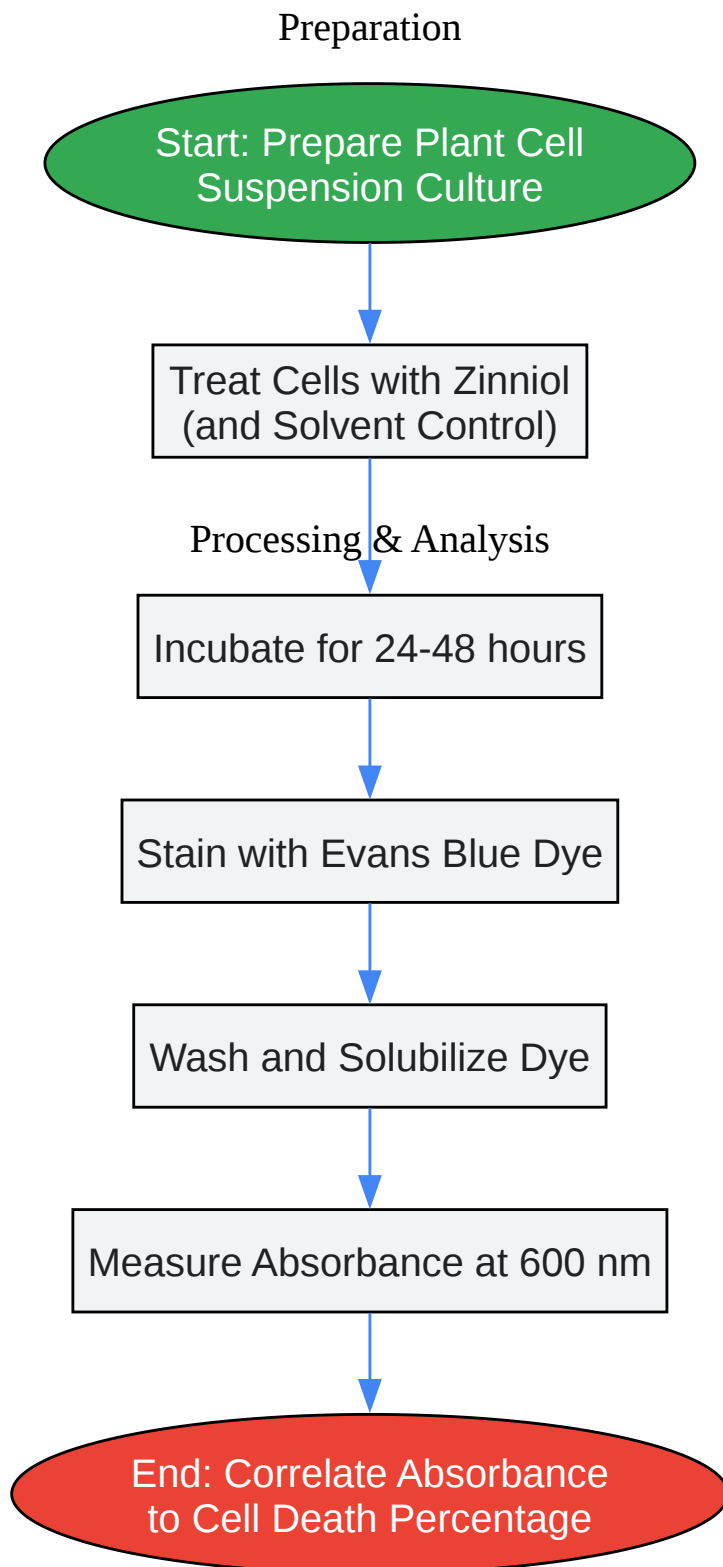 Preparation
Start: Prepare Plant Cell
Suspension Culture
Treat Cells with Zinniol
(and Solvent Control)
Processing & Analysis
Incubate for 24-48 hours
Stain with Evans Blue Dye
Wash and Solubilize Dye
Measure Absorbance at 600 nm
End: Correlate Absorbance
to Cell Death Percentage